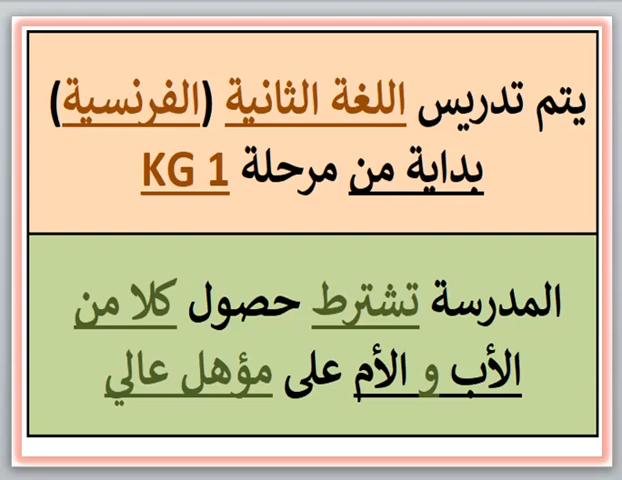 يتم تدريس اللغة الثانية (الفرنسية)
بداية من مرحلة KG 1
المدرسة تشترط حصول كلا من
الأب و الأم على مؤهل عالي